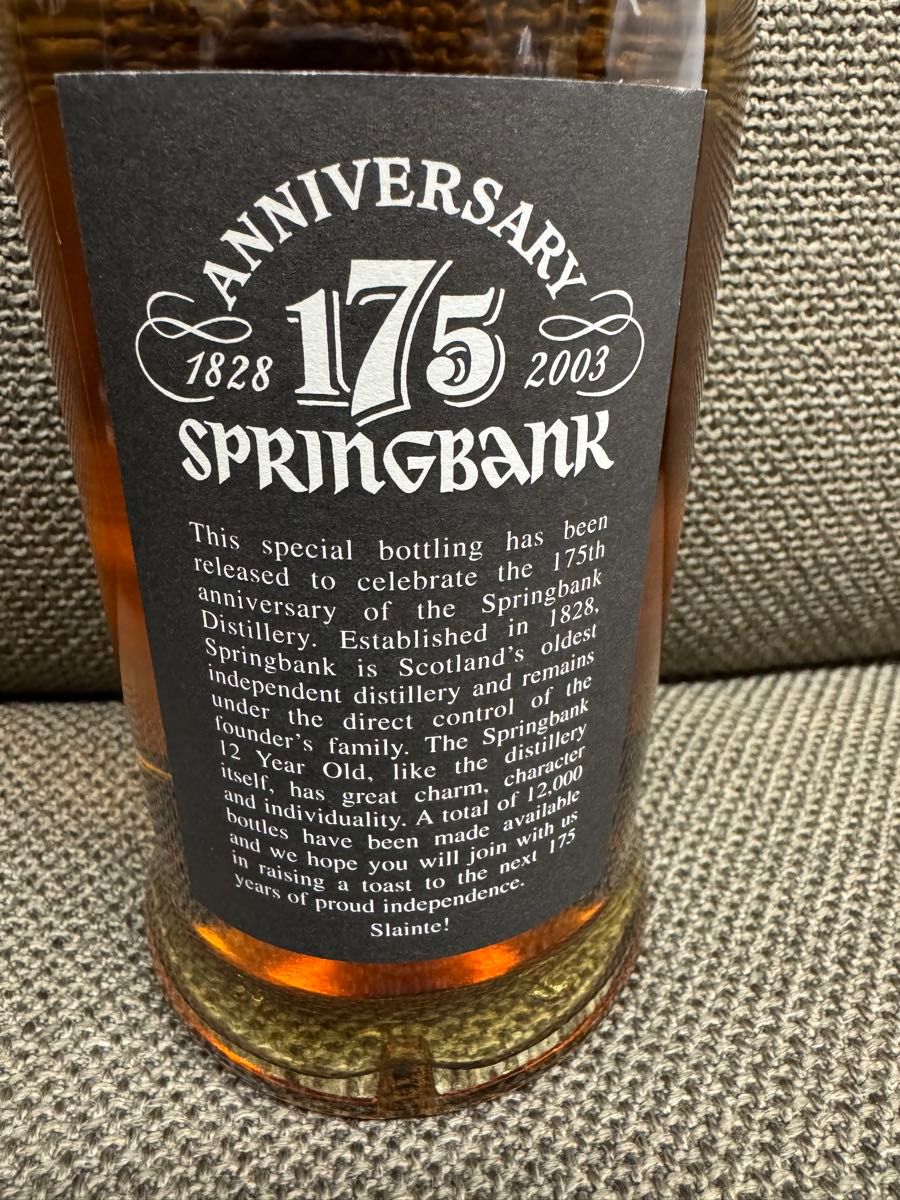 ANNIVERSARY
1828 175 2003
SPRINGBANK
This special bottling has been
released to celebrate the 175th
anniversary of the Springbank
Distillery. Established in 1828,
Springbank is Scotland's oldest
independent distillery and remains
under the direct control of the
founder's family. The Springbank
12 Year Old, like the distillery
itself, has great charm, character
and individuality. A total of 12,000
bottles have been made available
and we hope you will join with us
in raising a toast to the next 175
years of proud independence.
Slainte!